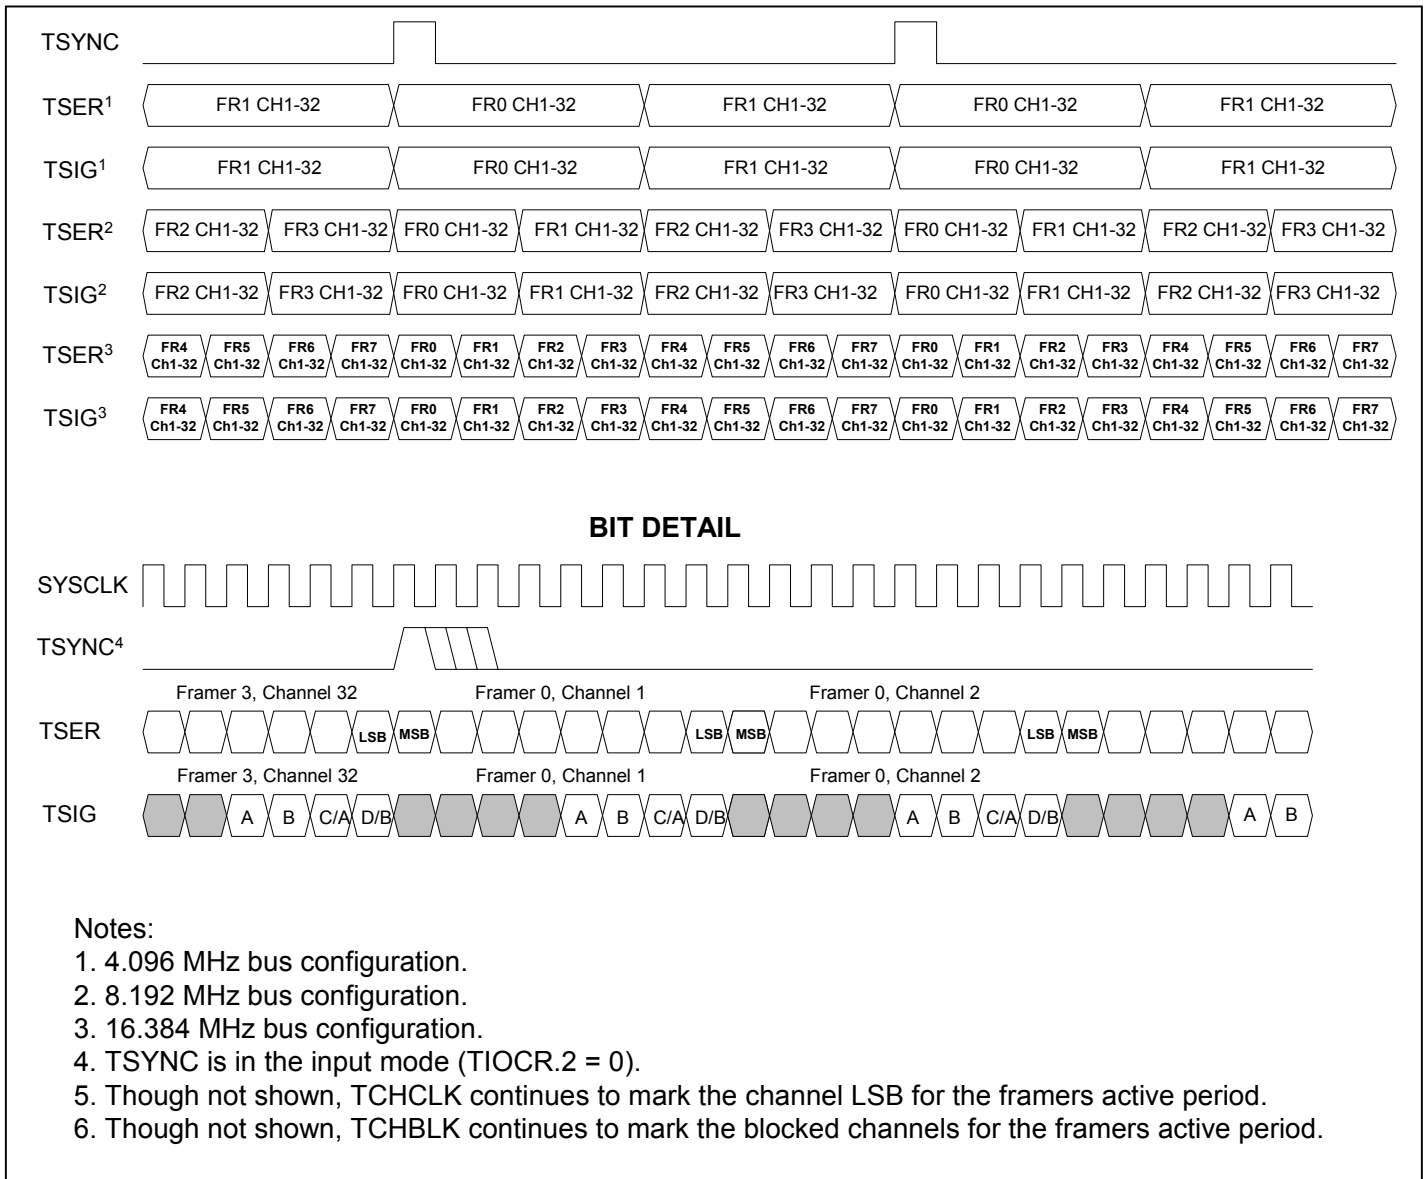 TSYNC
TSER1 FR1 CH1-32 FR0 CH1-32 FR1 CH1-32 FR0 CH1-32 FR1 CH1-32
TSIG1 FR1 CH1-32 FR0 CH1-32 FR1 CH1-32 FR0 CH1-32 FR1 CH1-32
TSER2 FR2 CH1-32 FR3 CH1-32 FR0 CH1-32 FR1 CH1-32 FR2 CH1-32 FR3 CH1-32 FR0 CH1-32 FR1 CH1-32 FR2 CH1-32 FR3 CH1-32
TSIG2 FR2 CH1-32 FR3 CH1-32 FR0 CH1-32 FR1 CH1-32 FR2 CH1-32 FR3 CH1-32 FR0 CH1-32 FR1 CH1-32 FR2 CH1-32 FR3 CH1-32
TSER3 FR4 FR5 FR6 FR7 FR0 FR1 FR2 FR3 FR4 FR5 FR6 FR7 FR0 FR1 FR2 FR3 FR4 FR5 FR6 FR7
Ch1-32 Ch1-32 Ch1-32 Ch1-32 Ch1-32 Ch1-32 Ch1-32 Ch1-32 Ch1-32 Ch1-32 Ch1-32 Ch1-32 Ch1-32 Ch1-32 Ch1-32 Ch1-32 Ch1-32 Ch1-32 Ch1-32 Ch1-32
TSIG3 FR4 FR5 FR6 FR7 FR0 FR1 FR2 FR3 FR4 FR5 FR6 FR7 FR0 FR1 FR2 FR3 FR4 FR5 FR6 FR7
Ch1-32 Ch1-32 Ch1-32 Ch1-32 Ch1-32 Ch1-32 Ch1-32 Ch1-32 Ch1-32 Ch1-32 Ch1-32 Ch1-32 Ch1-32 Ch1-32 Ch1-32 Ch1-32 Ch1-32 Ch1-32 Ch1-32 Ch1-32
BIT DETAIL
SYSCLK
TSYNC4
Framer 3, Channel 32 Framer 0, Channel 1 Framer 0, Channel 2
TSER LSB MSB LSB MSB LSB MSB
Framer 3, Channel 32 Framer 0, Channel 1 Framer 0, Channel 2
TSIG A B C/A D/B A B C/A D/B A B C/A D/B A B
Notes:
1. 4.096 MHz bus configuration.
2. 8.192 MHz bus configuration.
3. 16.384 MHz bus configuration.
4. TSYNC is in the input mode (TIOCR.2 = 0).
5. Though not shown, TCHCLK continues to mark the channel LSB for the framers active period.
6. Though not shown, TCHBLK continues to mark the blocked channels for the framers active period.